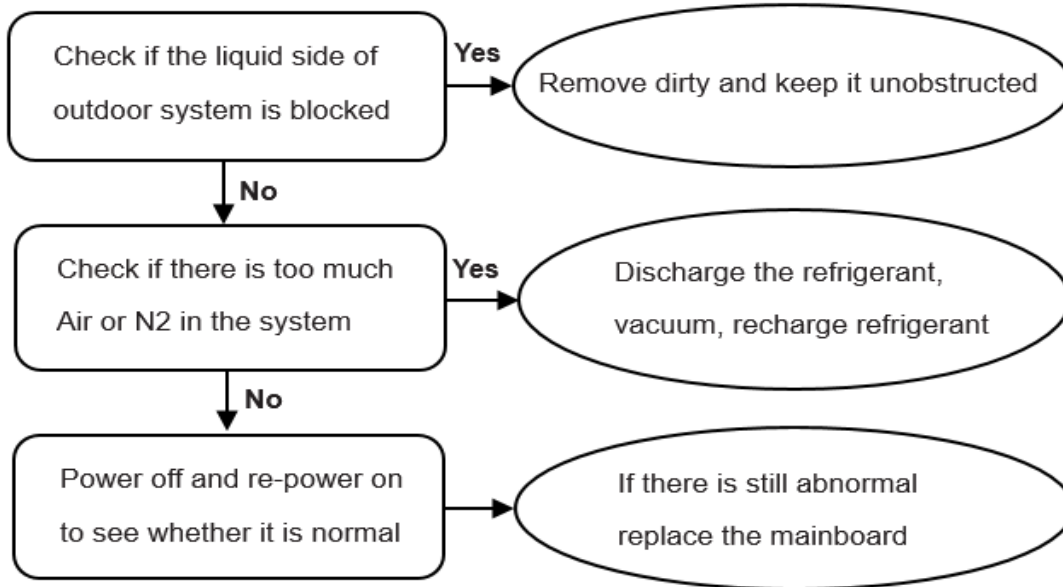 Check if the liquid side of
outdoor system is blocked
Yes
Remove dirty and keep it unobstructed
No
Check if there is too much
Air or N2 in the system
Yes
Discharge the refrigerant,
vacuum, recharge refrigerant
No
Power off and re-power on
to see whether it is normal
If there is still abnormal
replace the mainboard